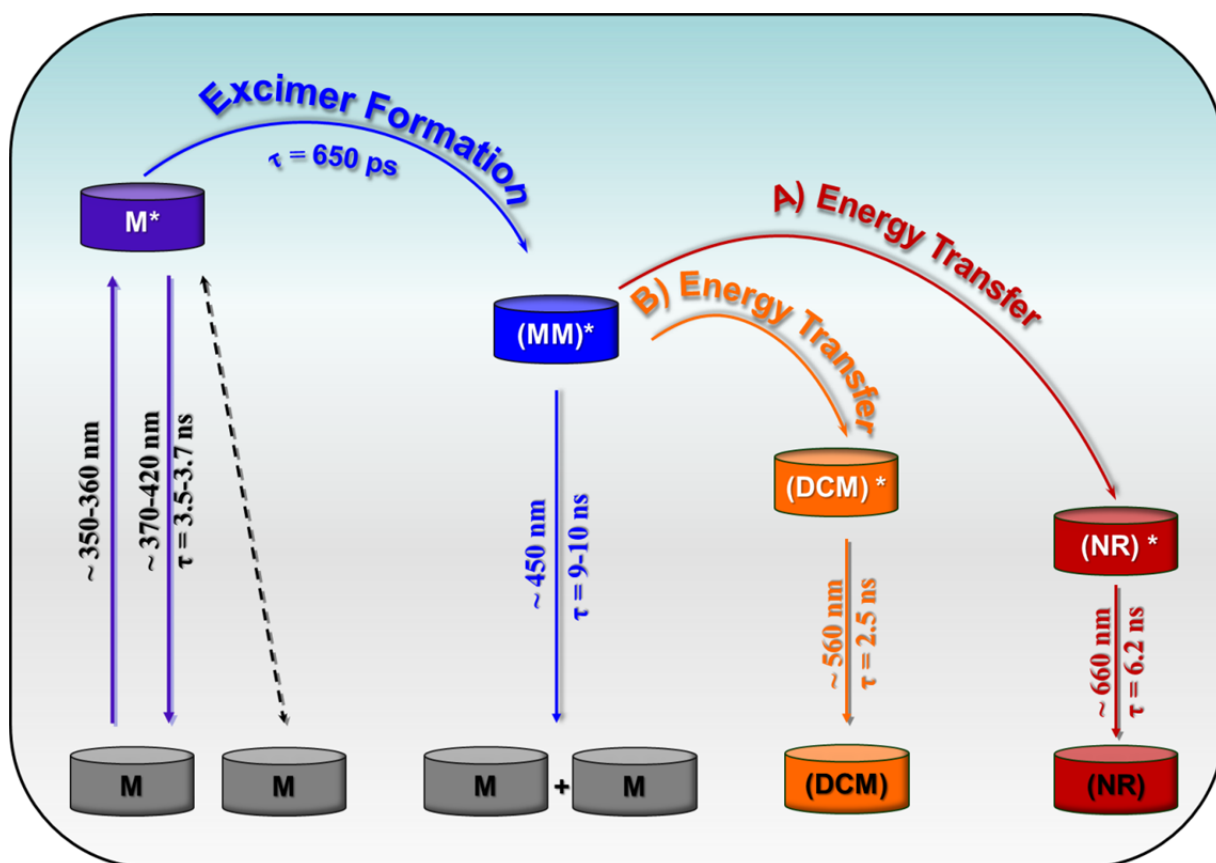 Excimer Formation
τ = 650 ps
M*
A) Energy Transfer
B) Energy Transfer
(MM)*
(DCM) *
(NR) *
~ 350-360 nm
~ 370-420 nm
τ = 3.5-3.7 ns
~ 450 nm
τ = 9-10 ns
~ 560 nm
τ = 2.5 ns
~ 660 nm
τ = 6.2 ns
M
M
M + M
(DCM)
(NR)